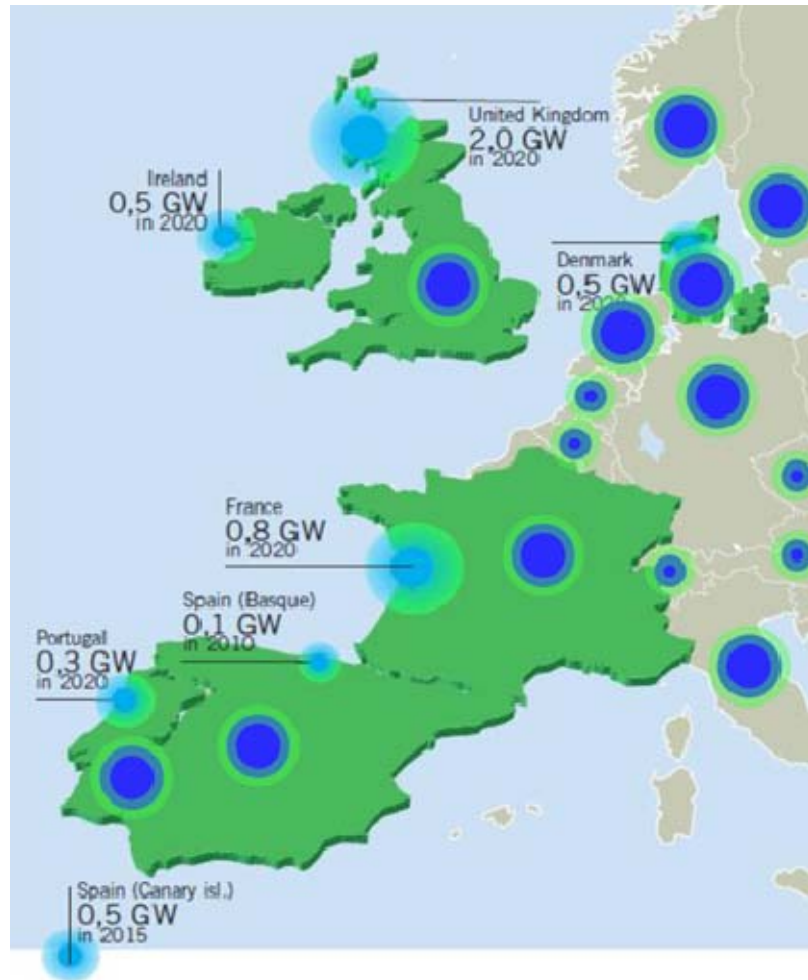 United Kingdom
2,0 GW
in 2020
Ireland
0,5 GW
in 2020
Denmark
0,5 GW
in 2020
France
0,8 GW
in 2020
Spain (Basque)
0,1 GW
in 2010
Portugal
0,3 GW
in 2020
Spain (Canary isl.)
0,5 GW
in 2015